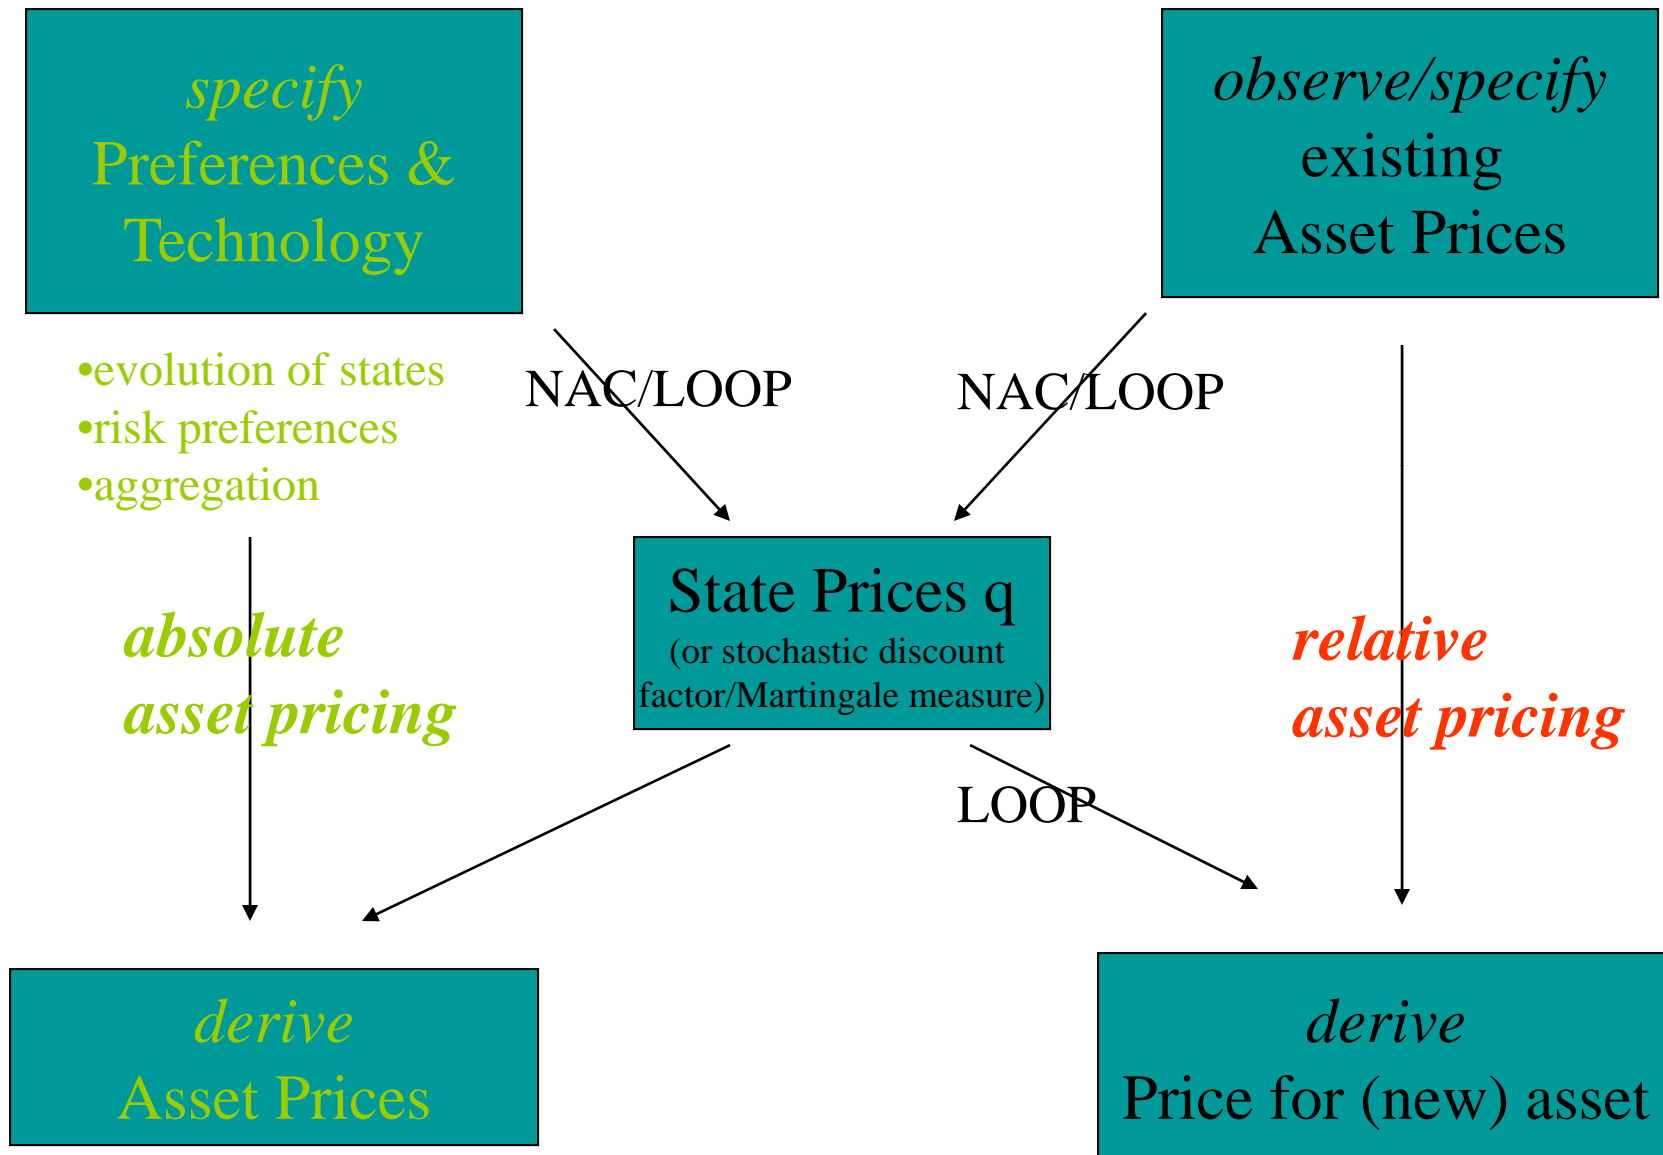 specify
Preferences &
Technology
observe/specify
existing
Asset Prices
•evolution of states
•risk preferences
•aggregation
NAC/LOOP
NAC/LOOP
State Prices q
(or stochastic discount
factor/Martingale measure)
absolute
asset pricing
relative
asset pricing
LOOP
derive
Asset Prices
derive
Price for (new) asset